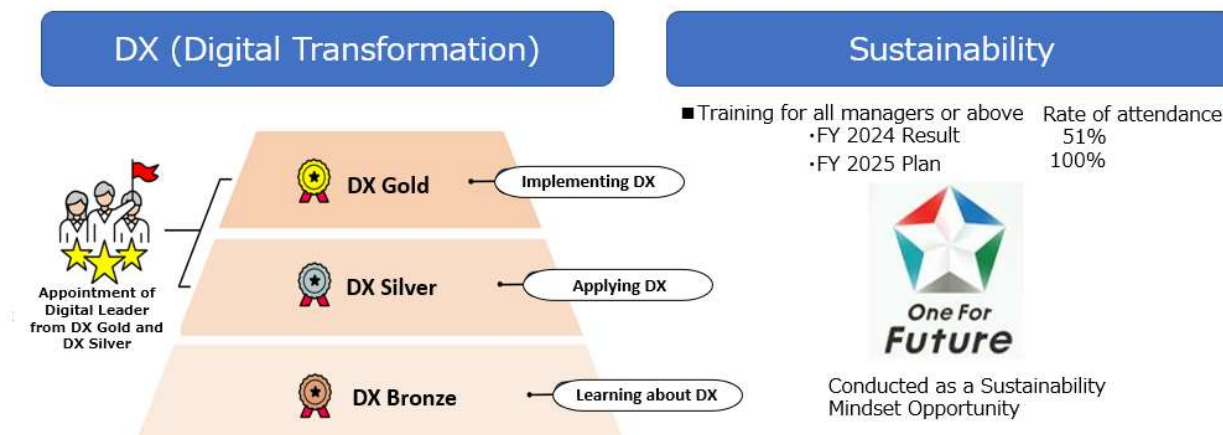 DX (Digital Transformation)
Appointment of
Digital Leader
from DX Gold and
DX Silver
DX Gold
Implementing DX
DX Silver
Applying DX
DX Bronze
Learning about DX
Sustainability
■Training for all managers or above Rate of attendance
・FY 2024 Result 51%
・FY 2025 Plan 100%
One For
Future
Conducted as a Sustainability
Mindset Opportunity